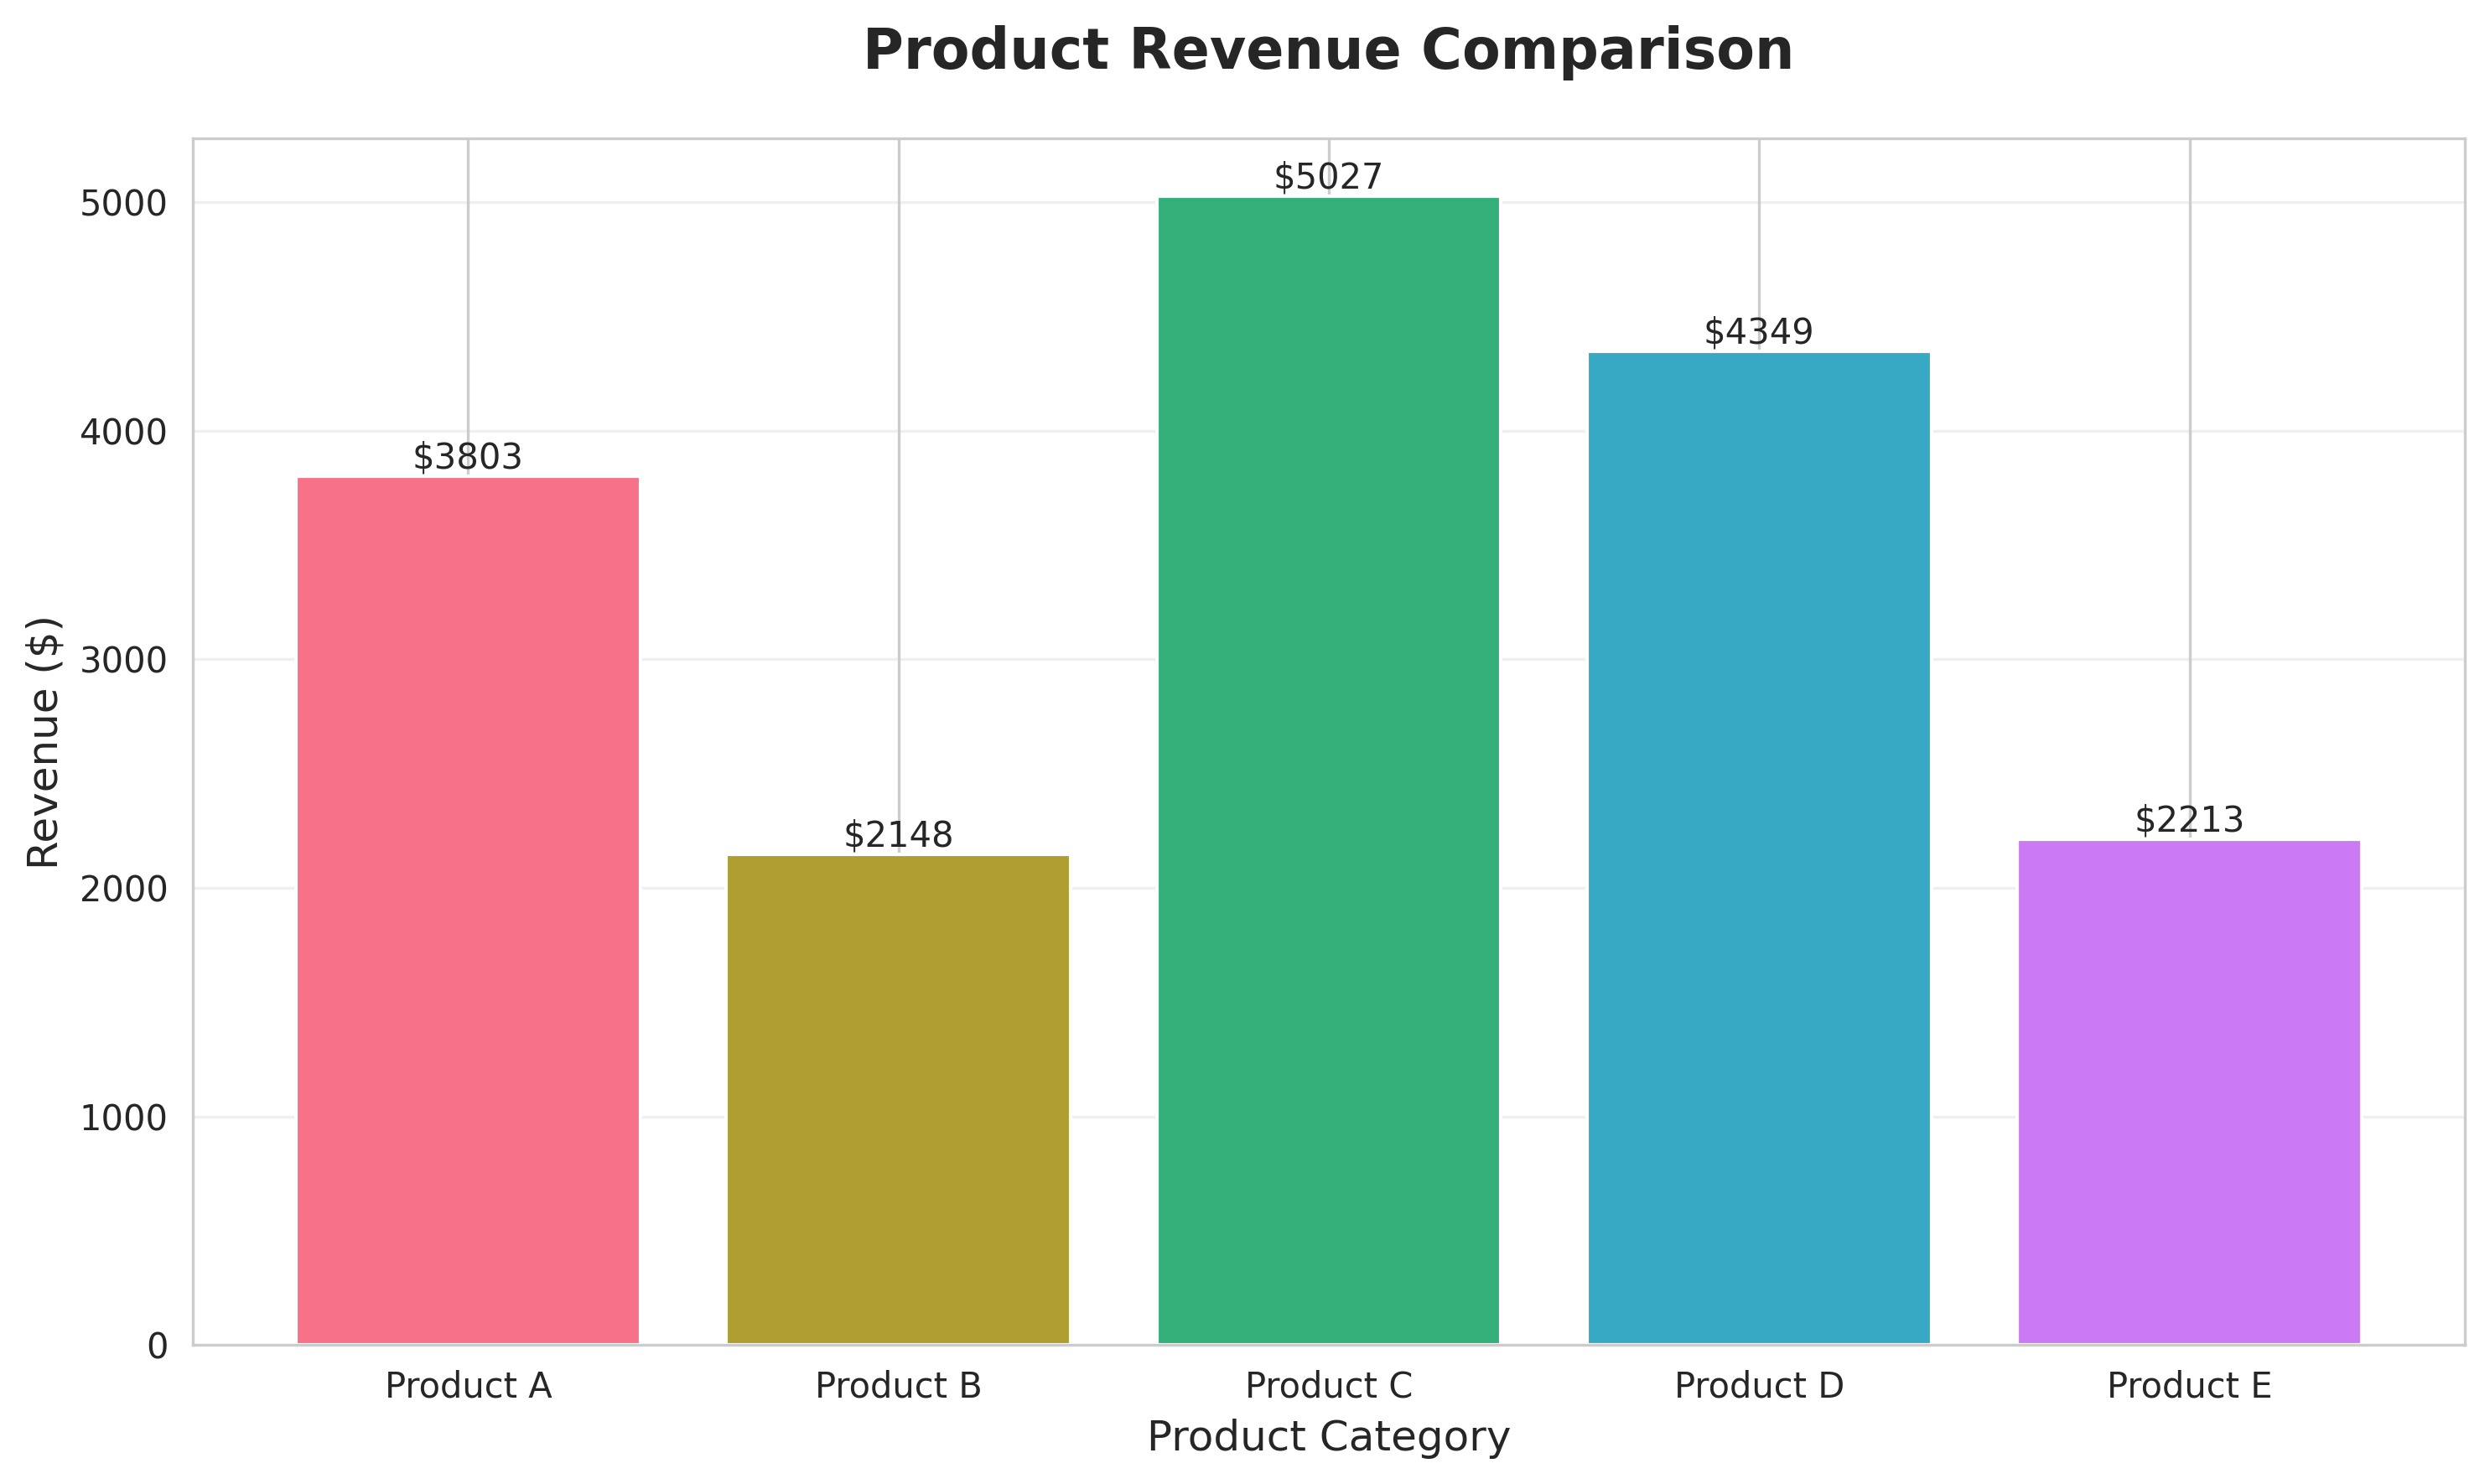 Product Revenue Comparison
$5027
5000
$4349
4000
$3803
Revenue ($)
3000
$2148
$2213
2000
1000
0
Product A
Product B
Product C
Product D
Product E
Product Category